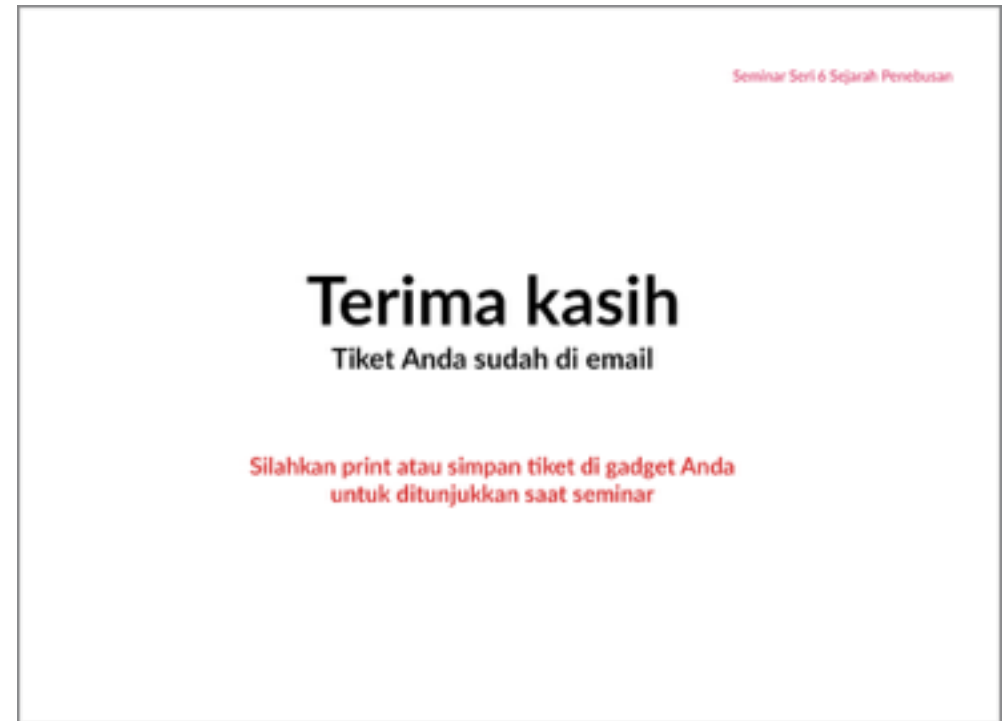 Seminar Seri 6 Sejarah Penebusan
Terima kasih
Tiket Anda sudah di email
Silahkan print atau simpan tiket di gadget Anda
untuk ditunjukkan saat seminar